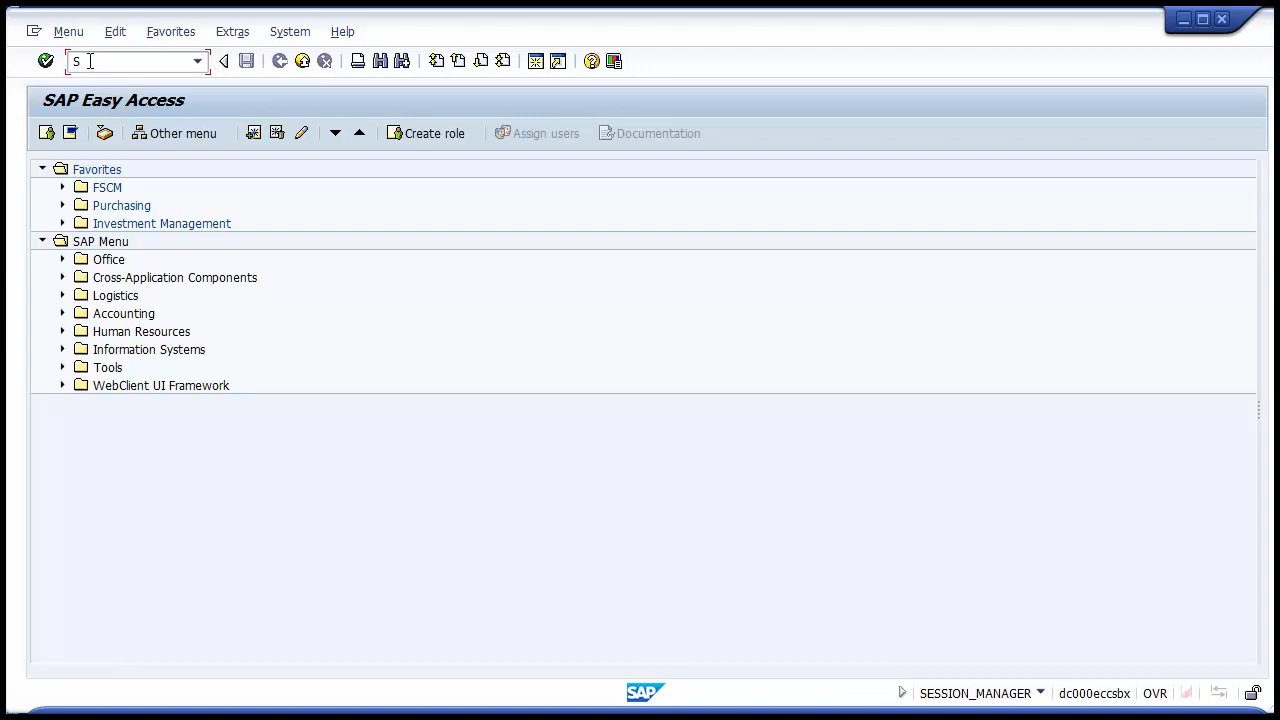 Menu Edit Favorites Extras System Help
S
SAP Easy Access
Other menu Create role Assign users Documentation
Favorites
FSCM
Purchasing
Investment Management
SAP Menu
Office
Cross-Application Components
Logistics
Accounting
Human Resources
Information Systems
Tools
WebClient UI Framework
SAP SESSION_MANAGER dc000eccsbx OVR